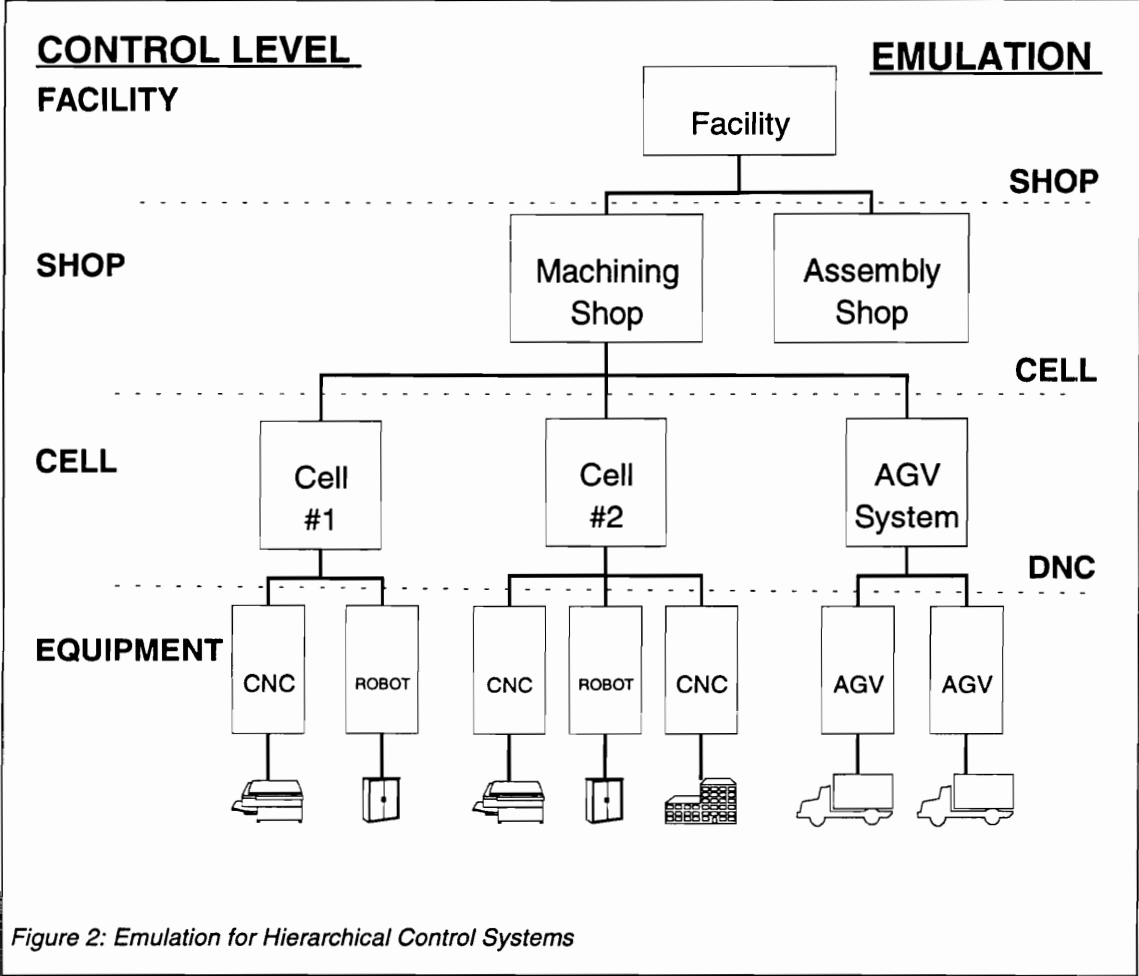 CONTROL LEVEL
EMULATION
FACILITY
Facility
SHOP
SHOP
Machining
Shop
Assembly
Shop
CELL
CELL
Cell
#1
Cell
#2
AGV
System
DNC
EQUIPMENT
CNC
ROBOT
CNC
ROBOT
CNC
AGV
AGV
Figure 2: Emulation for Hierarchical Control Systems